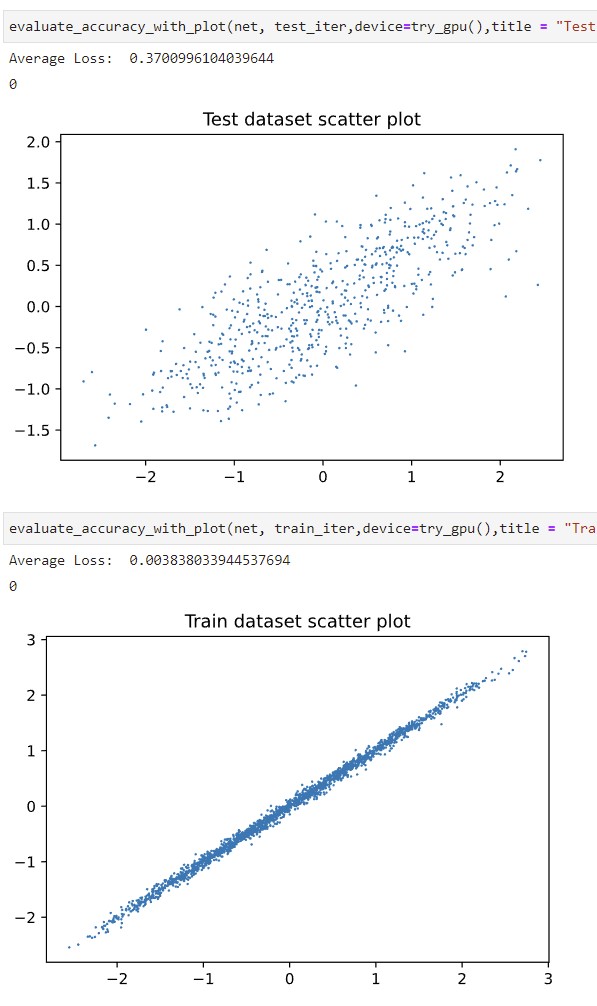 evaluate_accuracy_with_plot(net, test_iter,device=try_gpu(),title = "Test
Average Loss:  0.3700996104039644
0
Test dataset scatter plot
2.0
1.5
1.0
0.5
0.0
−0.5
−1.0
−1.5
−2 −1 0 1 2
evaluate_accuracy_with_plot(net, train_iter,device=try_gpu(),title = "Tra
Average Loss:  0.003838033944537694
0
Train dataset scatter plot
3
2
1
0
−1
−2
−2 −1 0 1 2 3